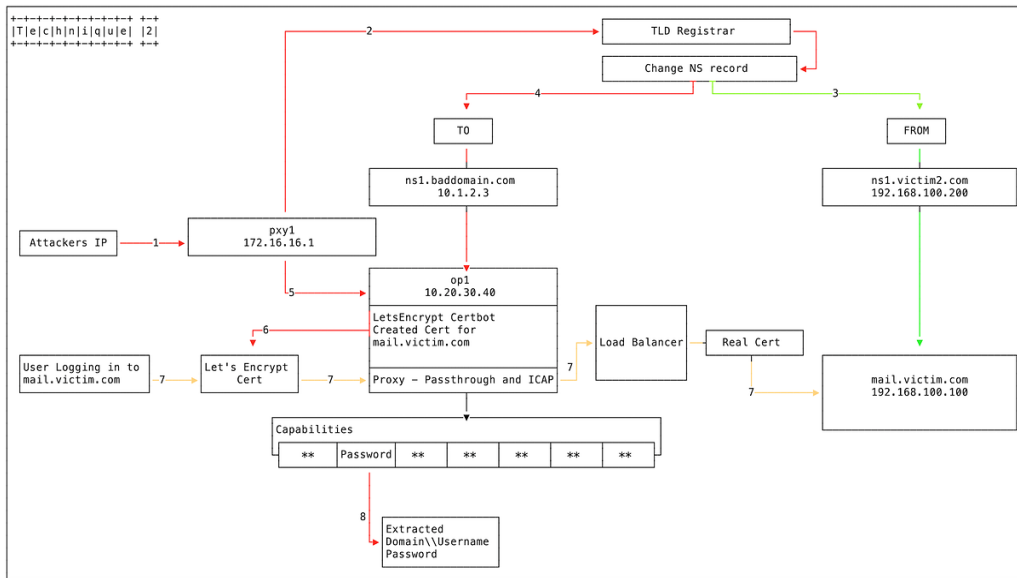 +-+-+-+-+-+-+-+-+-+ +-+
|T|e|c|h|n|i|q|u|e| |2|
+-+-+-+-+-+-+-+-+-+ +-+
2
TLD Registrar
Change NS record
4
3
TO
FROM
ns1.baddomain.com
10.1.2.3
ns1.victim2.com
192.168.100.200
Attackers IP
1
pxy1
172.16.16.1
5
op1
10.20.30.40
LetsEncrypt Certbot
Created Cert for
mail.victim.com
6
Proxy – Passthrough and ICAP
User Logging in to
mail.victim.com
7
Let's Encrypt
Cert
7
7
Load Balancer
Real Cert
7
mail.victim.com
192.168.100.100
Capabilities
** Password ** ** ** ** **
8
Extracted
Domain\\Username
Password